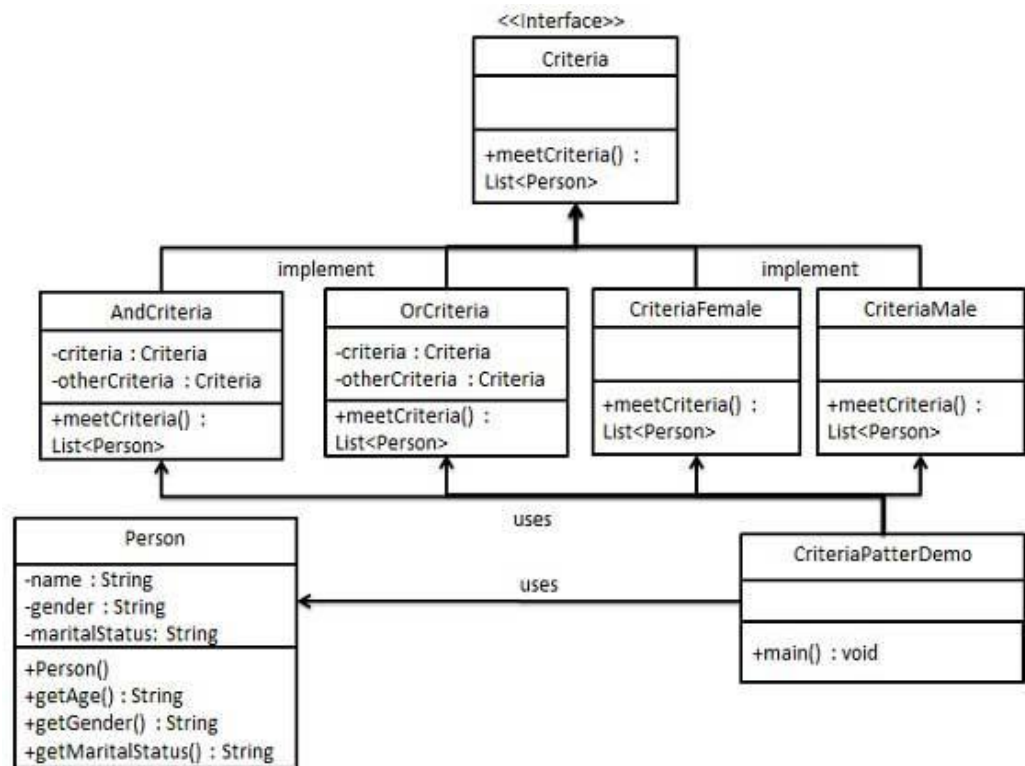 <<Interface>>
Criteria
+meetCriteria() :
List<Person>
implement
implement
AndCriteria
-criteria : Criteria
-otherCriteria : Criteria
+meetCriteria() :
List<Person>
OrCriteria
-criteria : Criteria
-otherCriteria : Criteria
+meetCriteria() :
List<Person>
CriteriaFemale
+meetCriteria() :
List<Person>
CriteriaMale
+meetCriteria() :
List<Person>
uses
Person
-name : String
-gender : String
-maritalStatus: String
+Person()
+getAge() : String
+getGender() : String
+getMaritalStatus() : String
uses
CriteriaPatterDemo
+main() : void